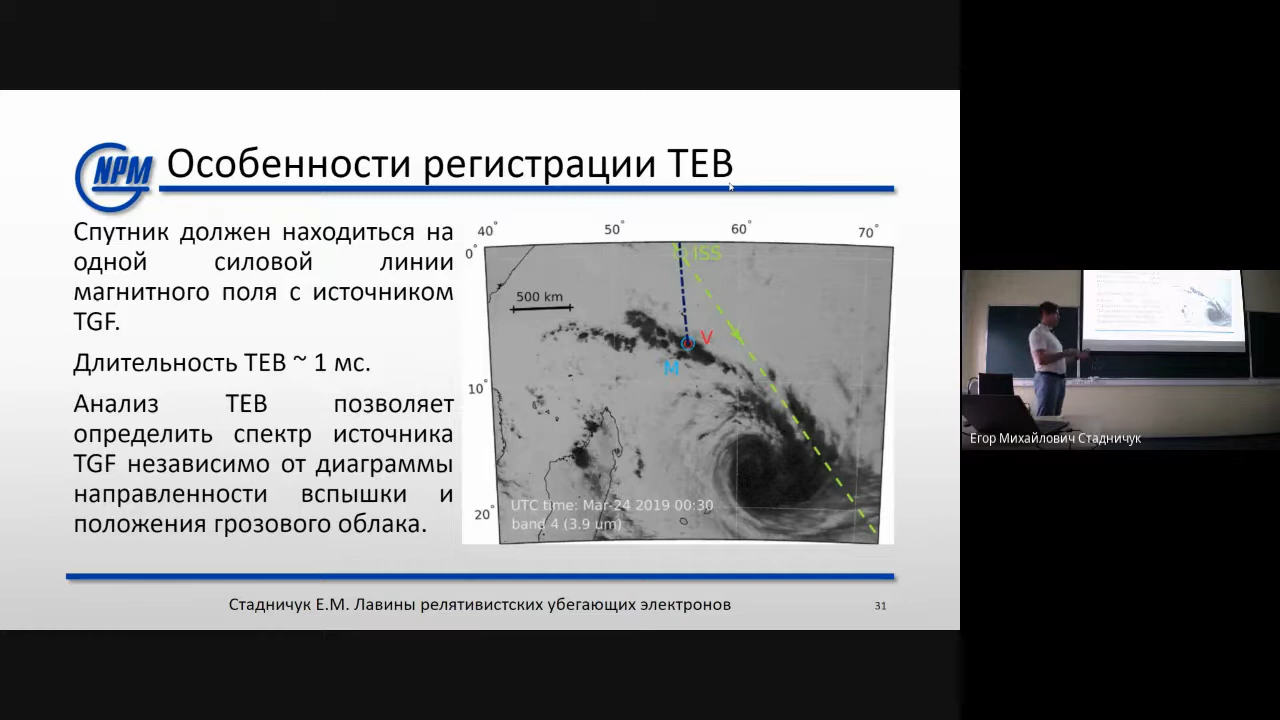 NPM
Особенности регистрации TEB
Спутник должен находиться на
одной силовой линии
магнитного поля с источником
TGF.
Длительность TEB ~ 1 мс.
Анализ TEB позволяет
определить спектр источника
TGF независимо от диаграммы
направленности вспышки и
положения грозового облака.
40° 50° 60° 70°
0°
ISS
500 km
V
M
10°
20°
UTC time: Mar-24 2019 00:30
band 4 (3.9 um)
Стадничук Е.М. Лавины релятивистских убегающих электронов
31
Егор Михайлович Стадничук